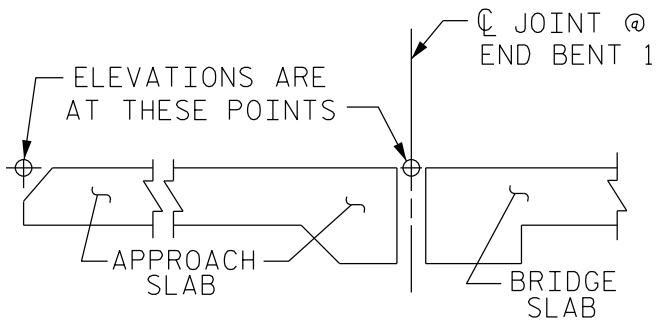 ℄ JOINT @
END BENT 1
ELEVATIONS ARE
AT THESE POINTS
APPROACH
SLAB
BRIDGE
SLAB